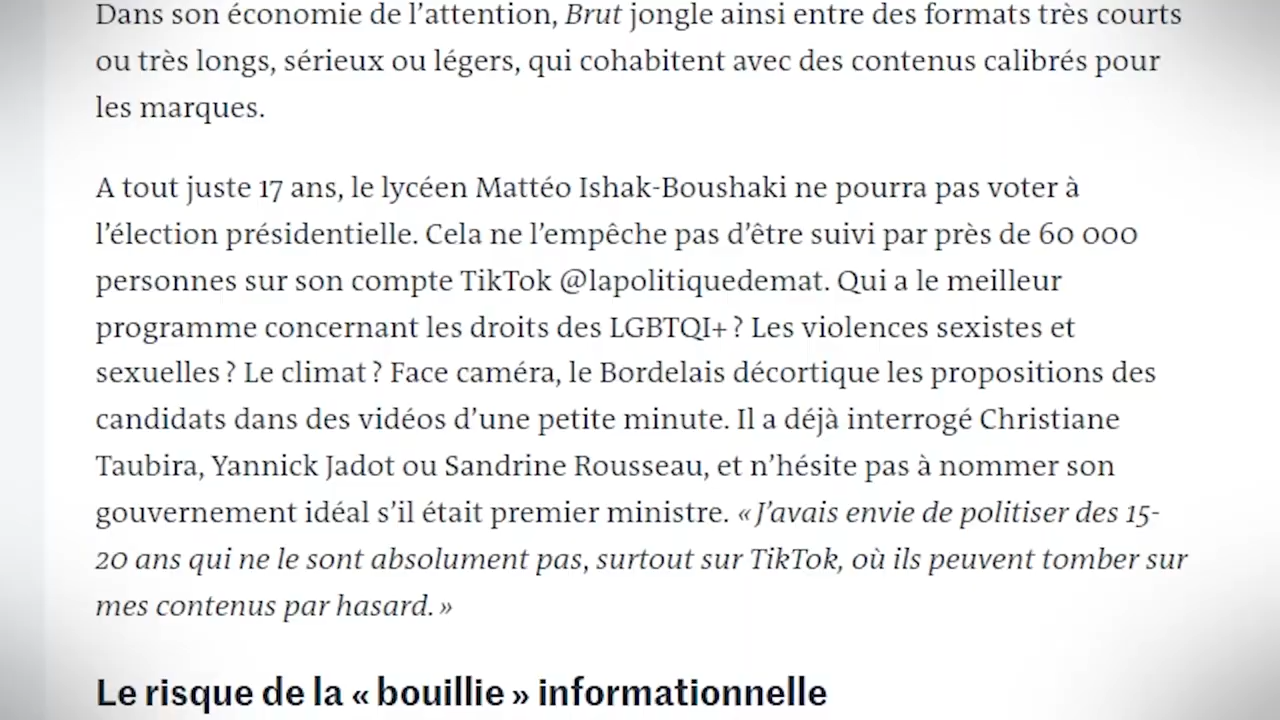 Dans son économie de l’attention, Brut jongle ainsi entre des formats très courts
ou très longs, sérieux ou légers, qui cohabitent avec des contenus calibrés pour
les marques.
A tout juste 17 ans, le lycéen Mattéo Ishak-Boushaki ne pourra pas voter à
l’élection présidentielle. Cela ne l’empêche pas d’être suivi par près de 60 000
personnes sur son compte TikTok @lapolitiquedemat. Qui a le meilleur
programme concernant les droits des LGBTQI+ ? Les violences sexistes et
sexuelles ? Le climat ? Face caméra, le Bordelais décortique les propositions des
candidats dans des vidéos d’une petite minute. Il a déjà interrogé Christiane
Taubira, Yannick Jadot ou Sandrine Rousseau, et n’hésite pas à nommer son
gouvernement idéal s’il était premier ministre. « J’avais envie de politiser des 15-
20 ans qui ne le sont absolument pas, surtout sur TikTok, où ils peuvent tomber sur
mes contenus par hasard. »
Le risque de la « bouillie » informationnelle